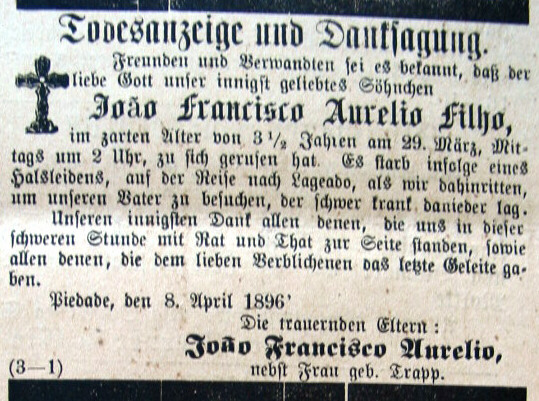 Todesanzeige und Danksagung.
Freunden und Verwandten sei es bekannt, daß der
liebe Gott unser innigst geliebtes Söhnchen
João Francisco Aurelio Filho,
im zarten Alter von 3½ Jahren am 29. März, Mit-
tags um 2 Uhr, zu sich gerufen hat. Es starb infolge eines
Halsleidens, auf der Reise nach Lageado, als wir dahinritten,
um unseren Vater zu besuchen, der schwer krank danieder lag.
Unseren innigsten Dank allen denen, die uns in dieser
schweren Stunde mit Rat und That zur Seite standen, sowie
allen denen, die dem lieben Verblichenen das letzte Geleite ga-
ben.
Piedade, den 8. April 1896'
Die trauernden Eltern:
João Francisco Aurelio,
(3—1) nebst Frau geb. Trapp.